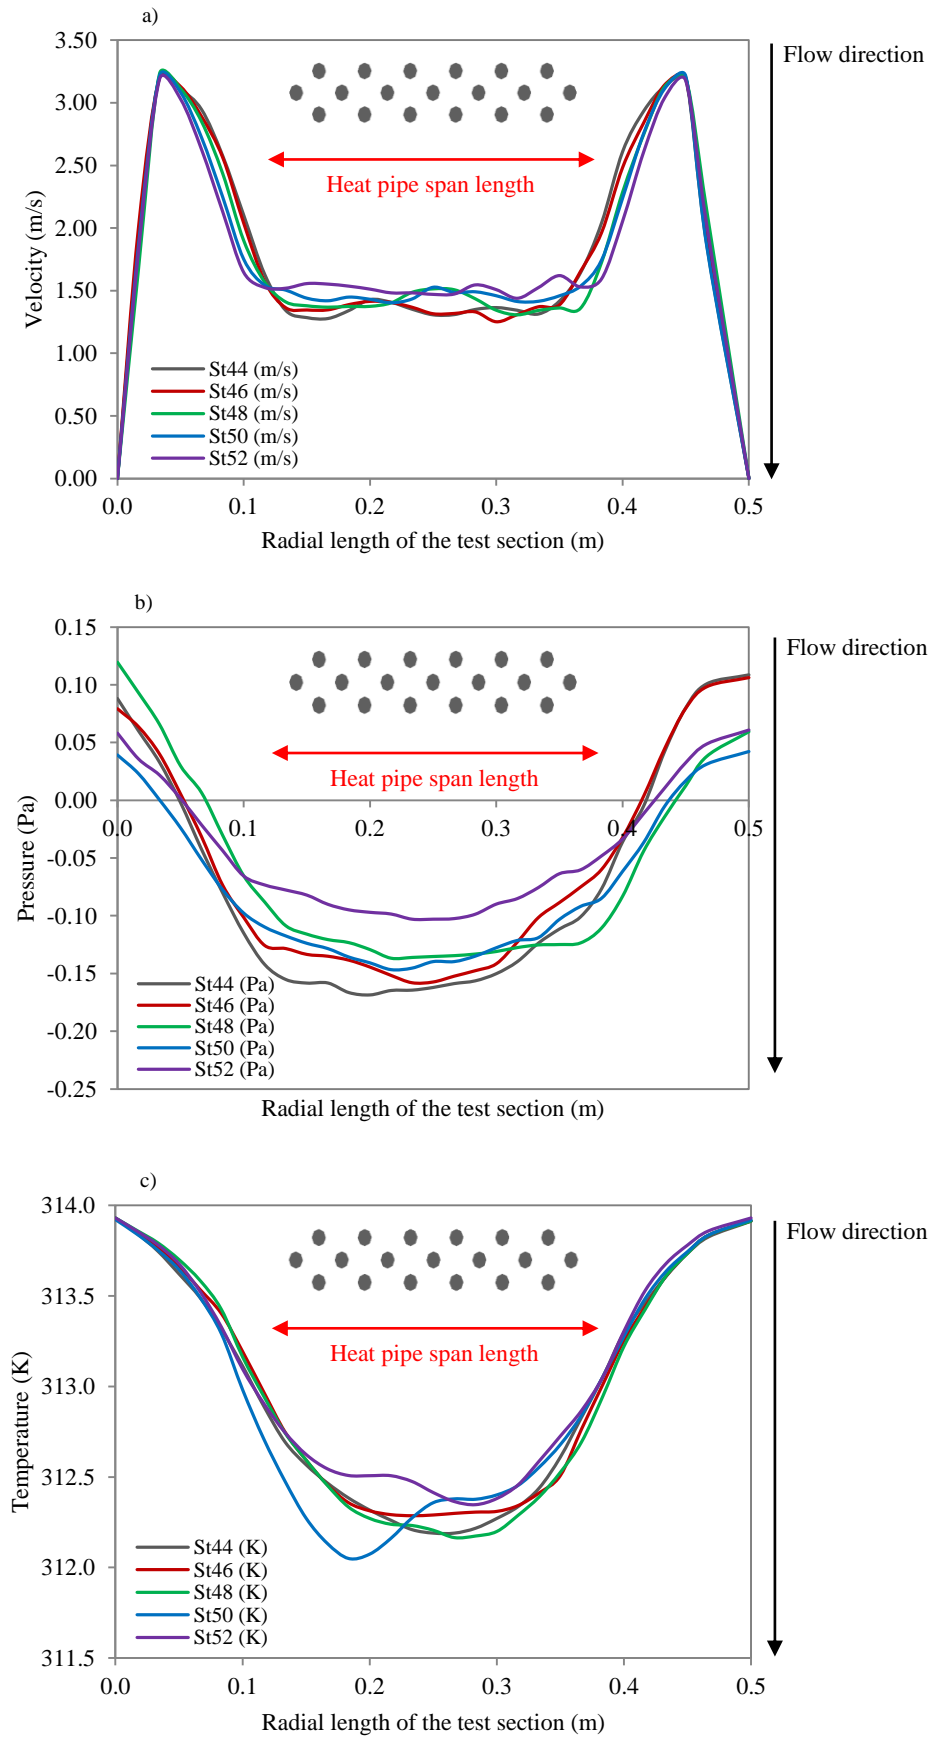 a)
3.50
3.00
2.50
2.00
1.50
1.00
0.50
0.00
Velocity (m/s)
Flow direction
Heat pipe span length
St44 (m/s)
St46 (m/s)
St48 (m/s)
St50 (m/s)
St52 (m/s)
0.0 0.1 0.2 0.3 0.4 0.5
Radial length of the test section (m)
b)
0.15
0.10
0.05
0.00
-0.05
-0.10
-0.15
-0.20
-0.25
Pressure (Pa)
Flow direction
Heat pipe span length
0.0 0.1 0.2 0.3 0.4 0.5
St44 (Pa)
St46 (Pa)
St48 (Pa)
St50 (Pa)
St52 (Pa)
Radial length of the test section (m)
c)
314.0
313.5
313.0
312.5
312.0
311.5
Temperature (K)
Flow direction
Heat pipe span length
St44 (K)
St46 (K)
St48 (K)
St50 (K)
St52 (K)
0.0 0.1 0.2 0.3 0.4 0.5
Radial length of the test section (m)